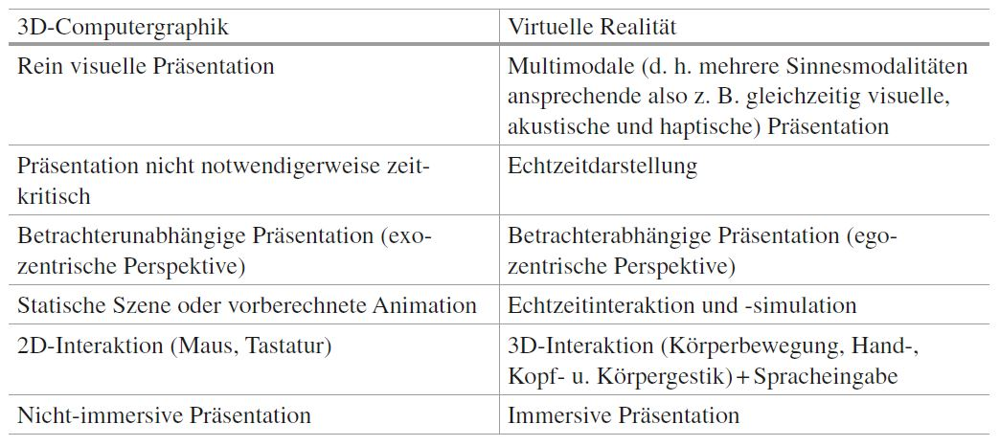 3D-Computergraphik Virtuelle Realität
Rein visuelle Präsentation Multimodale (d. h. mehrere Sinnesmodalitäten
ansprechende also z. B. gleichzeitig visuelle,
akustische und haptische) Präsentation
Präsentation nicht notwendigerweise zeit- Echtzeitdarstellung
kritisch
Betrachterunabhängige Präsentation (exo- Betrachterabhängige Präsentation (ego-
zentrische Perspektive) zentrische Perspektive)
Statische Szene oder vorberechnete Animation Echtzeitinteraktion und -simulation
2D-Interaktion (Maus, Tastatur) 3D-Interaktion (Körperbewegung, Hand-,
Kopf- u. Körpergestik) + Spracheingabe
Nicht-immersive Präsentation Immersive Präsentation